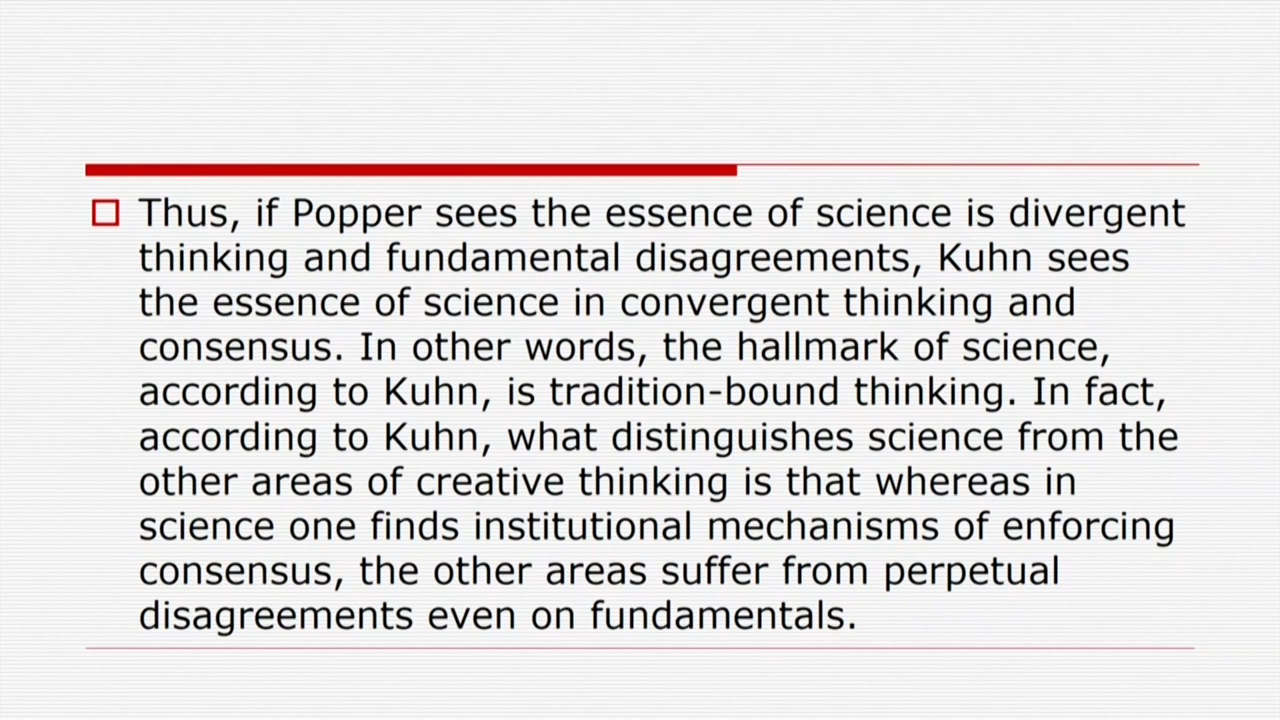 Thus, if Popper sees the essence of science is divergent
thinking and fundamental disagreements, Kuhn sees
the essence of science in convergent thinking and
consensus. In other words, the hallmark of science,
according to Kuhn, is tradition-bound thinking. In fact,
according to Kuhn, what distinguishes science from the
other areas of creative thinking is that whereas in
science one finds institutional mechanisms of enforcing
consensus, the other areas suffer from perpetual
disagreements even on fundamentals.